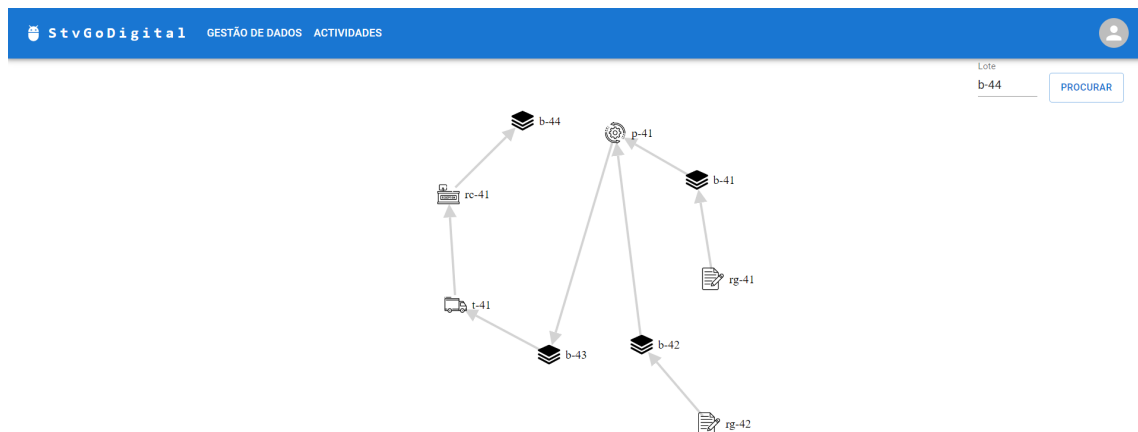 StvGoDigital GESTÃO DE DADOS ACTIVIDADES
Lote
b-44 PROCURAR
b-44
p-41
b-41
rc-41
rg-41
t-41
b-43
b-42
rg-42